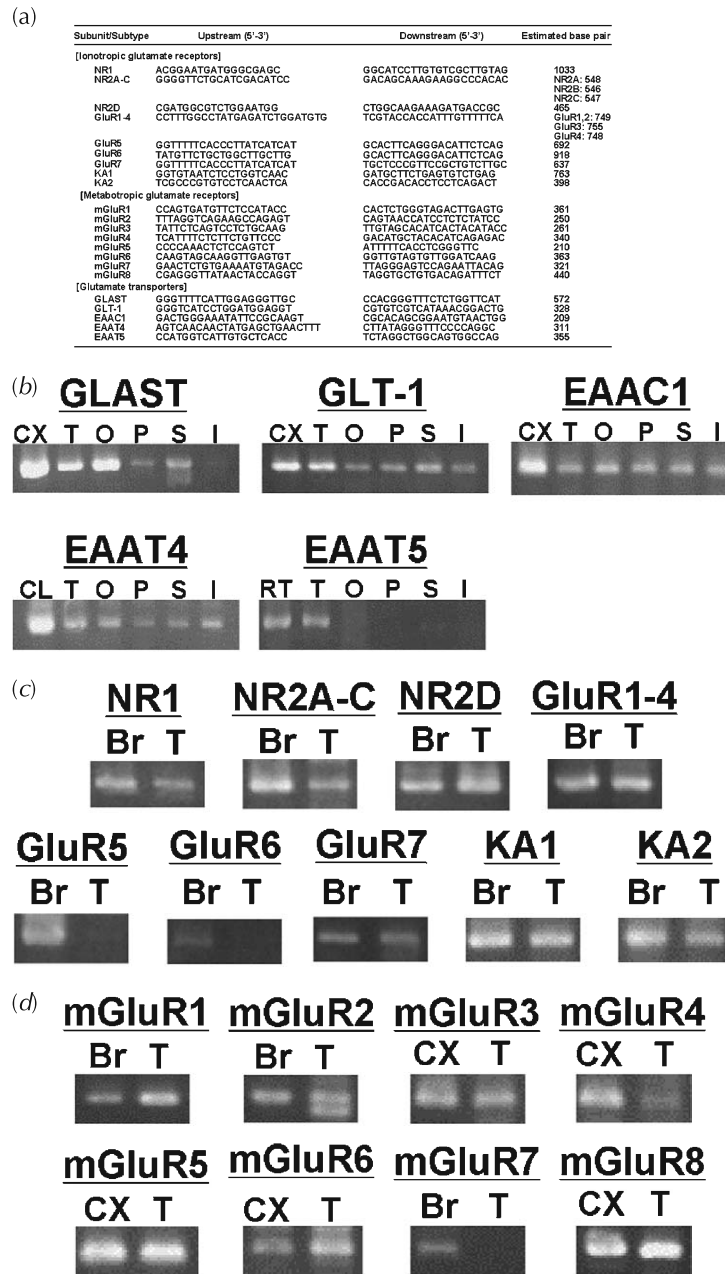 (a)
Subunit/Subtype Upstream (5'-3') Downstream (5'-3') Estimated base pair
[Ionotropic glutamate receptors]
NR1 ACGGAATGATGGGCGAGC GGCATCCTTGTGTCGCTTGTAG 1033
NR2A-C GGGGTTCTGCATCGACATCC GACAGCAAAGAAGGCCCACAC NR2A: 548
NR2B: 546
NR2C: 547
NR2D CGATGGCGTCTGGAATGG CTGGCAAGAAAGATGACCGC 465
GluR1-4 CCTTTGGCCTATGAGATCTGGATGTG TCGTACCACCATTTGTTTTTCA GluR1,2: 749
GluR3: 755
GluR4: 748
GluR5 GGTTTTTCACCCTTATCATCAT GCACTTCAGGGACATTCTCAG 692
GluR6 TATGTTCTGCTGGCTTGCTTG GCACTTCAGGGACATTCTCAG 918
GluR7 GGTTTTTCACCCTTATCATCAT TGCTCCCGTTCCGCTGTCTTGC 637
KA1 GGTGTAATCTCCTGGTCAAC GATGCTTCTGAGTGTCTGAG 763
KA2 TCGCCCGTGTCCTCAACTCA CACCGACACCTCCTCAGACT 398
[Metabotropic glutamate receptors]
mGluR1 CCAGTGATGTTCTCCATACC CACTCTGGGTAGACTTGAGTG 361
mGluR2 TTTAGGTCAGAAGCCAGAGT CAGTAACCATCCTCTCTATCC 250
mGluR3 TATTCTCAGTCCTCTGCAAG TTGTAGCACATCACTACATACC 261
mGluR4 TCATTTTCTCTTCTGTTCCC GACATGCTACACATCAGAGAC 340
mGluR5 CCCCAAACTCTCCAGTCT ATTTTTCACCTCGGGTTC 210
mGluR6 CAAGTAGCAAGGTTGAGTGT GGTTGTAGTGTTGGATCAAG 363
mGluR7 GAACTCTGTGAAAATGTAGACC TTAGGGAGTCCAGAATTACAG 321
mGluR8 CGAGGGTTATAACTACCAGGT TAGGTGCTGTGACAGATTTCT 440
[Glutamate transporters]
GLAST GGGTTTTCATTGGAGGGTTGC CCACGGGTTTCTCTGGTTCAT 572
GLT-1 GGGTCATCCTGGATGGAGGT CGTGTCGTCATAAACGGACTG 328
EAAC1 GACTGGGAAATATTCCGCAAGT CGCACAGCGGAATGTAACTGG 209
EAAT4 AGTCAACAACTATGAGCTGAACTTT CTTATAGGGTTTCCCCAGGC 311
EAAT5 CCATGGTCATTGTGCTCACC TCTAGGCTGGCAGTGGCCAG 355
(b)
GLAST GLT-1 EAAC1
CX T O P S I CX T O P S I CX T O P S I
EAAT4 EAAT5
CL T O P S I RT T O P S I
(c)
NR1 NR2A-C NR2D GluR1-4
Br T Br T Br T Br T
GluR5 GluR6 GluR7 KA1 KA2
Br T Br T Br T Br T Br T
(d)
mGluR1 mGluR2 mGluR3 mGluR4
Br T Br T CX T CX T
mGluR5 mGluR6 mGluR7 mGluR8
CX T CX T Br T CX T